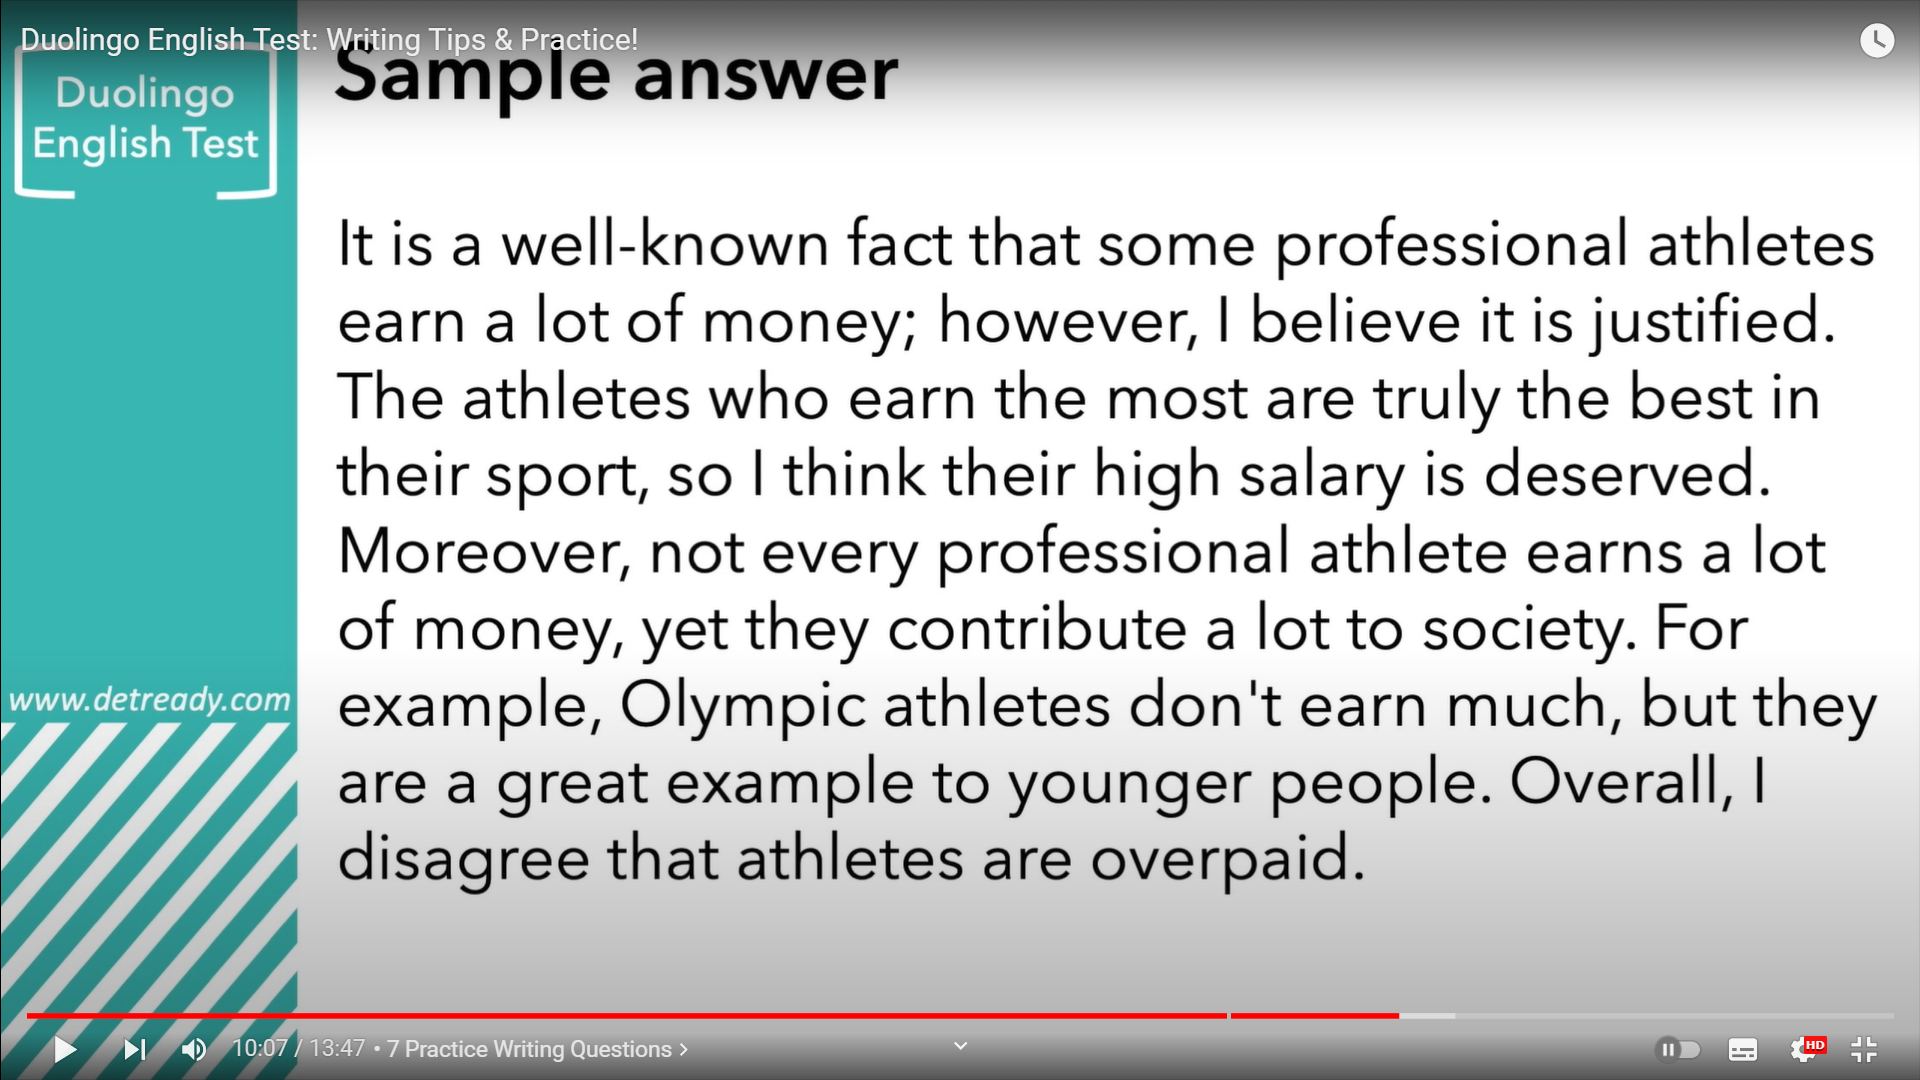 Duolingo English Test: Writing Tips & Practice!
Duolingo
English Test
Sample answer
It is a well-known fact that some professional athletes
earn a lot of money; however, I believe it is justified.
The athletes who earn the most are truly the best in
their sport, so I think their high salary is deserved.
Moreover, not every professional athlete earns a lot
of money, yet they contribute a lot to society. For
example, Olympic athletes don't earn much, but they
are a great example to younger people. Overall, I
disagree that athletes are overpaid.
www.detready.com
10:07 / 13:47 • 7 Practice Writing Questions
HD